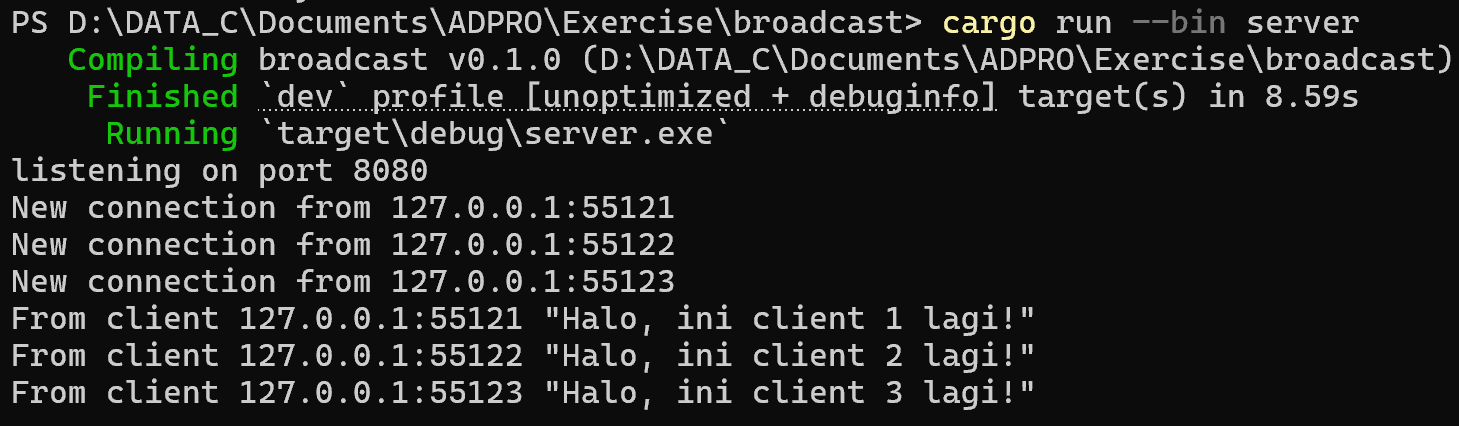 PS D:\DATA_C\Documents\ADPRO\Exercise\broadcast> cargo run --bin server
Compiling broadcast v0.1.0 (D:\DATA_C\Documents\ADPRO\Exercise\broadcast)
Finished `dev` profile [unoptimized + debuginfo] target(s) in 8.59s
Running `target\debug\server.exe`
listening on port 8080
New connection from 127.0.0.1:55121
New connection from 127.0.0.1:55122
New connection from 127.0.0.1:55123
From client 127.0.0.1:55121 "Halo, ini client 1 lagi!"
From client 127.0.0.1:55122 "Halo, ini client 2 lagi!"
From client 127.0.0.1:55123 "Halo, ini client 3 lagi!"